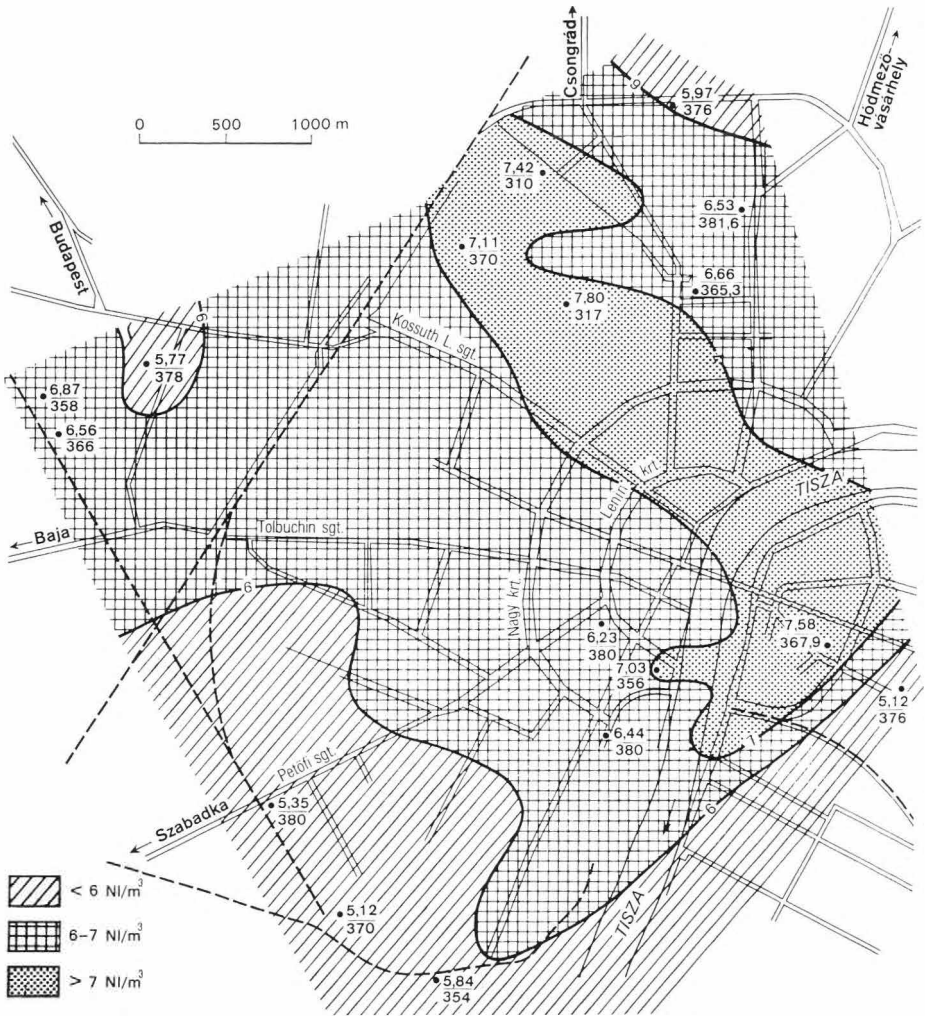 Csongrád
Hódmező-
vásárhely
6
5,97
376
0 500 1000 m
7,42
310
6,53
381,6
Budapest
7,11
370
6,66
365,3
7,80
317
6
Kossuth L. sgt.
5,77
378
6,87
358
6,56
366
Lenin krt.
TISZA
Baja
Tolbuchin sgt.
6
Nagy krt.
6,23
380
7,58
367,9
7,03
356
5,12
376
6,44
380
7
Petőfi sgt.
6
5,35
380
Szabadka
< 6 Nl/m³
5,12
370
TISZA
6-7 Nl/m³
> 7 Nl/m³
5,84
354